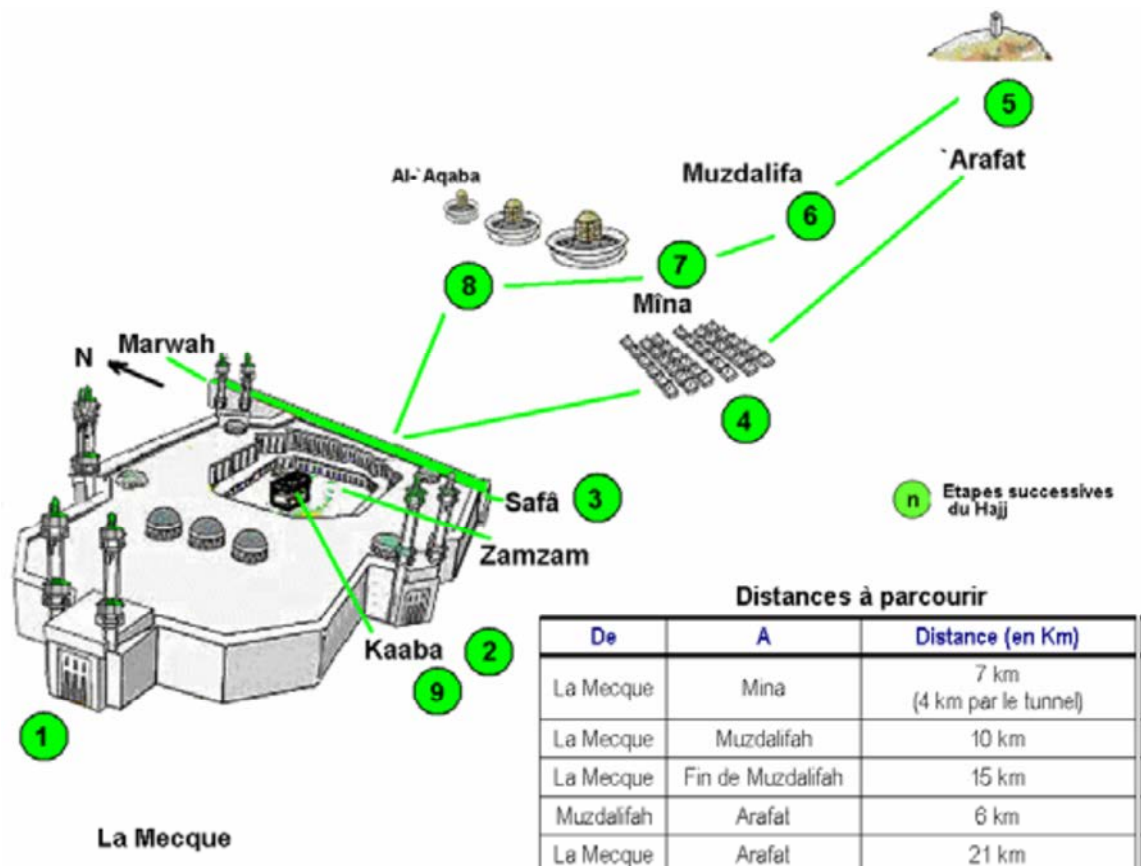 5
Al-`Aqaba
Muzdalifa
`Arafat
6
7
8
Mîna
Marwah
N
4
Safâ
3
n
Etapes successives
du Hajj
Zamzam
Kaaba
2
9
1
La Mecque
Distances à parcourir
De A Distance (en Km)
La Mecque Mina 7 km
(4 km par le tunnel)
La Mecque Muzdalifah 10 km
La Mecque Fin de Muzdalifah 15 km
Muzdalifah Arafat 6 km
La Mecque Arafat 21 km